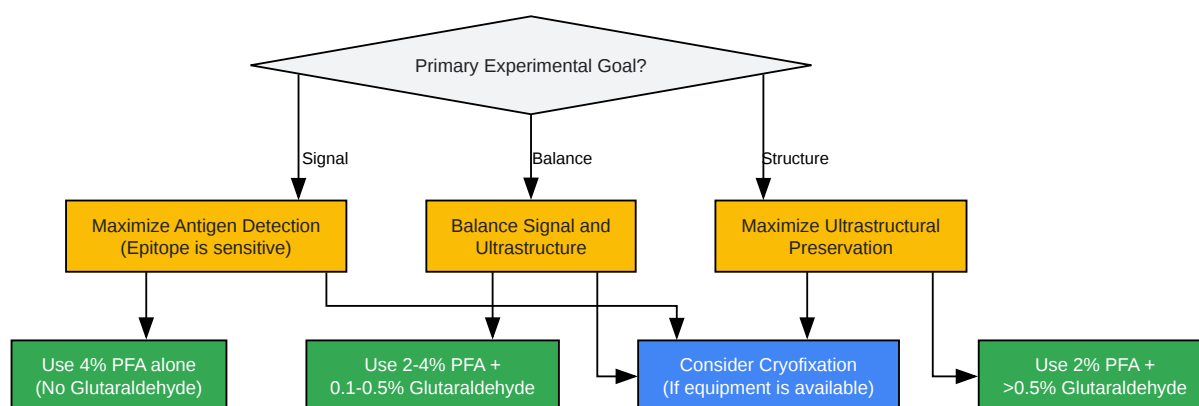 Primary Experimental Goal?
Signal
Balance
Structure
Maximize Antigen Detection
(Epitope is sensitive)
Balance Signal and
Ultrastructure
Maximize Ultrastructural
Preservation
Use 4% PFA alone
(No Glutaraldehyde)
Use 2-4% PFA +
0.1-0.5% Glutaraldehyde
Consider Cryofixation
(If equipment is available)
Use 2% PFA +
>0.5% Glutaraldehyde